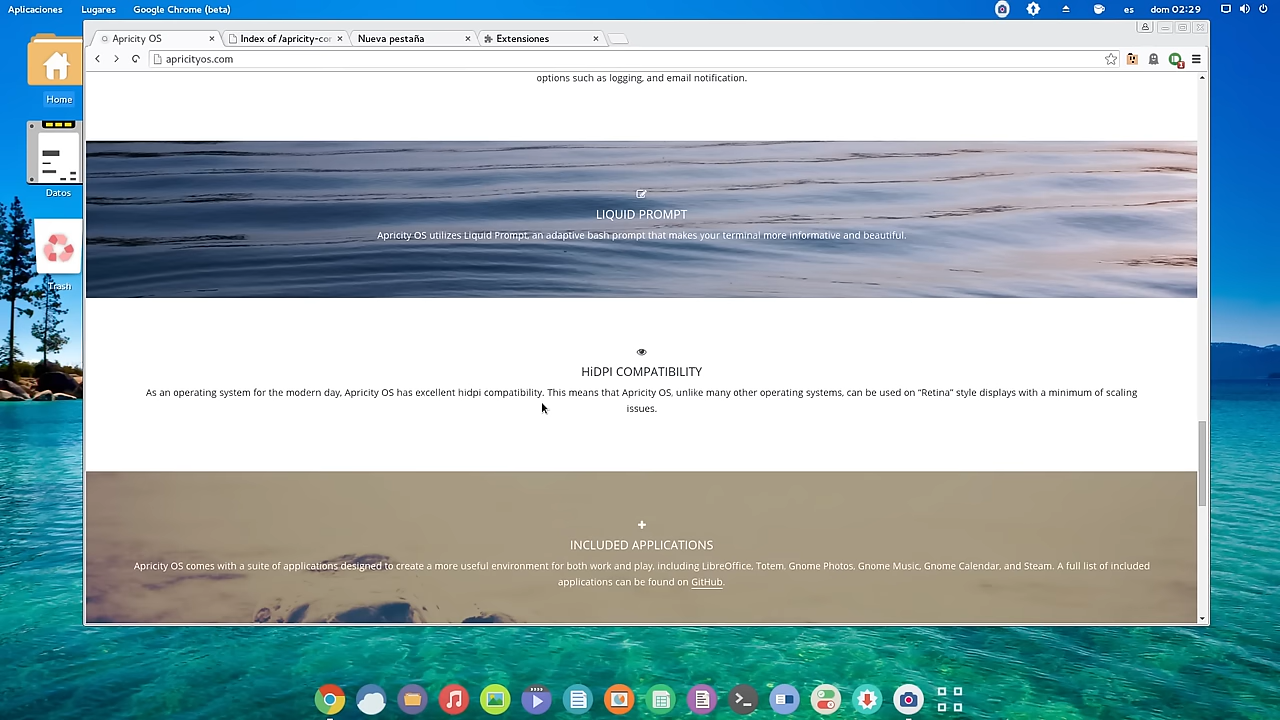 Aplicaciones Lugares Google Chrome (beta) es dom 02:29
Apricity OS Index of /apricity-cor Nueva pestaña Extensiones
apricityos.com
Home
Datos
Trash
options such as logging, and email notification.
LIQUID PROMPT
Apricity OS utilizes Liquid Prompt, an adaptive bash prompt that makes your terminal more informative and beautiful.
HiDPI COMPATIBILITY
As an operating system for the modern day, Apricity OS has excellent hidpi compatibility. This means that Apricity OS, unlike many other operating systems, can be used on “Retina” style displays with a minimum of scaling
issues.
INCLUDED APPLICATIONS
Apricity OS comes with a suite of applications designed to create a more useful environment for both work and play, including LibreOffice, Totem, Gnome Photos, Gnome Music, Gnome Calendar, and Steam. A full list of included
applications can be found on GitHub.